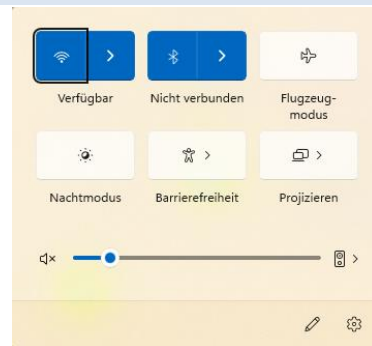 Verfügbar
Nicht verbunden
Flugzeug-
modus
Nachtmodus
Barrierefreiheit
Projizieren